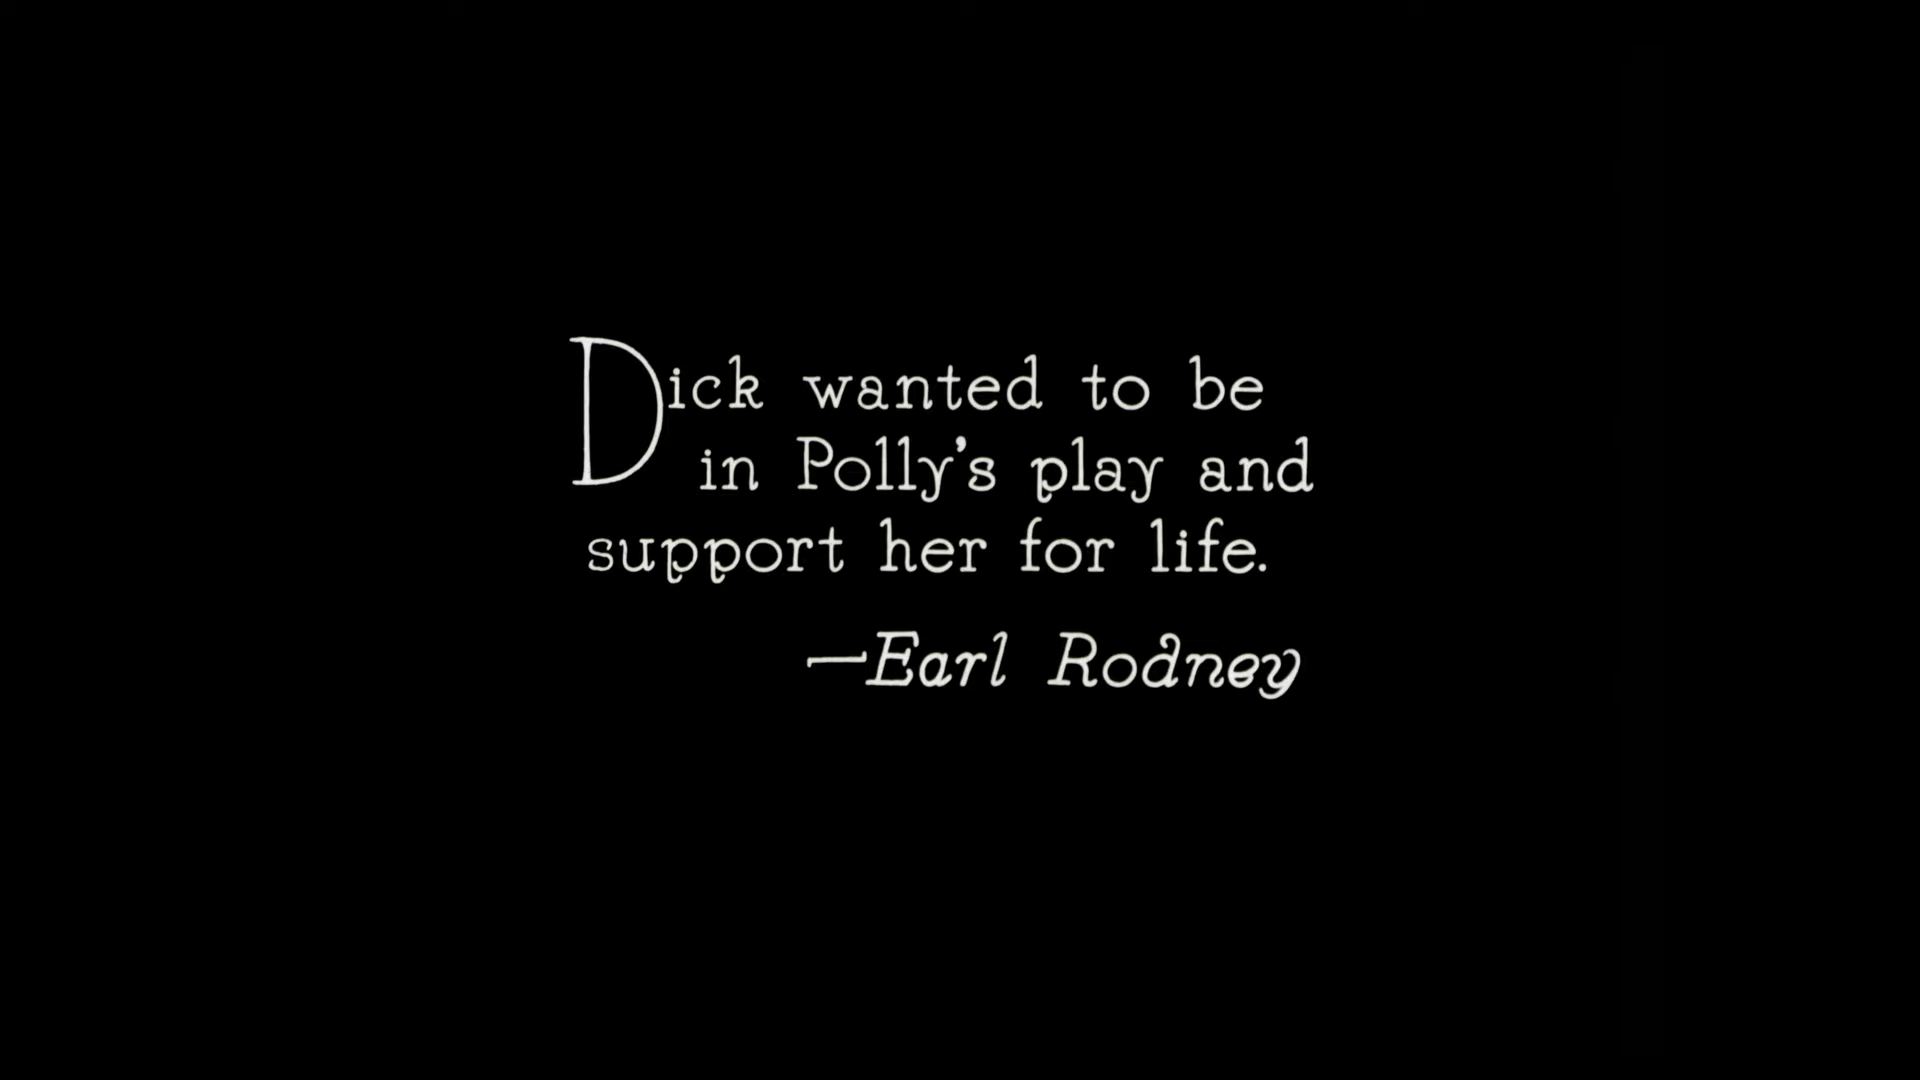 Dick wanted to be
in Polly's play and
support her for life.
—Earl Rodney